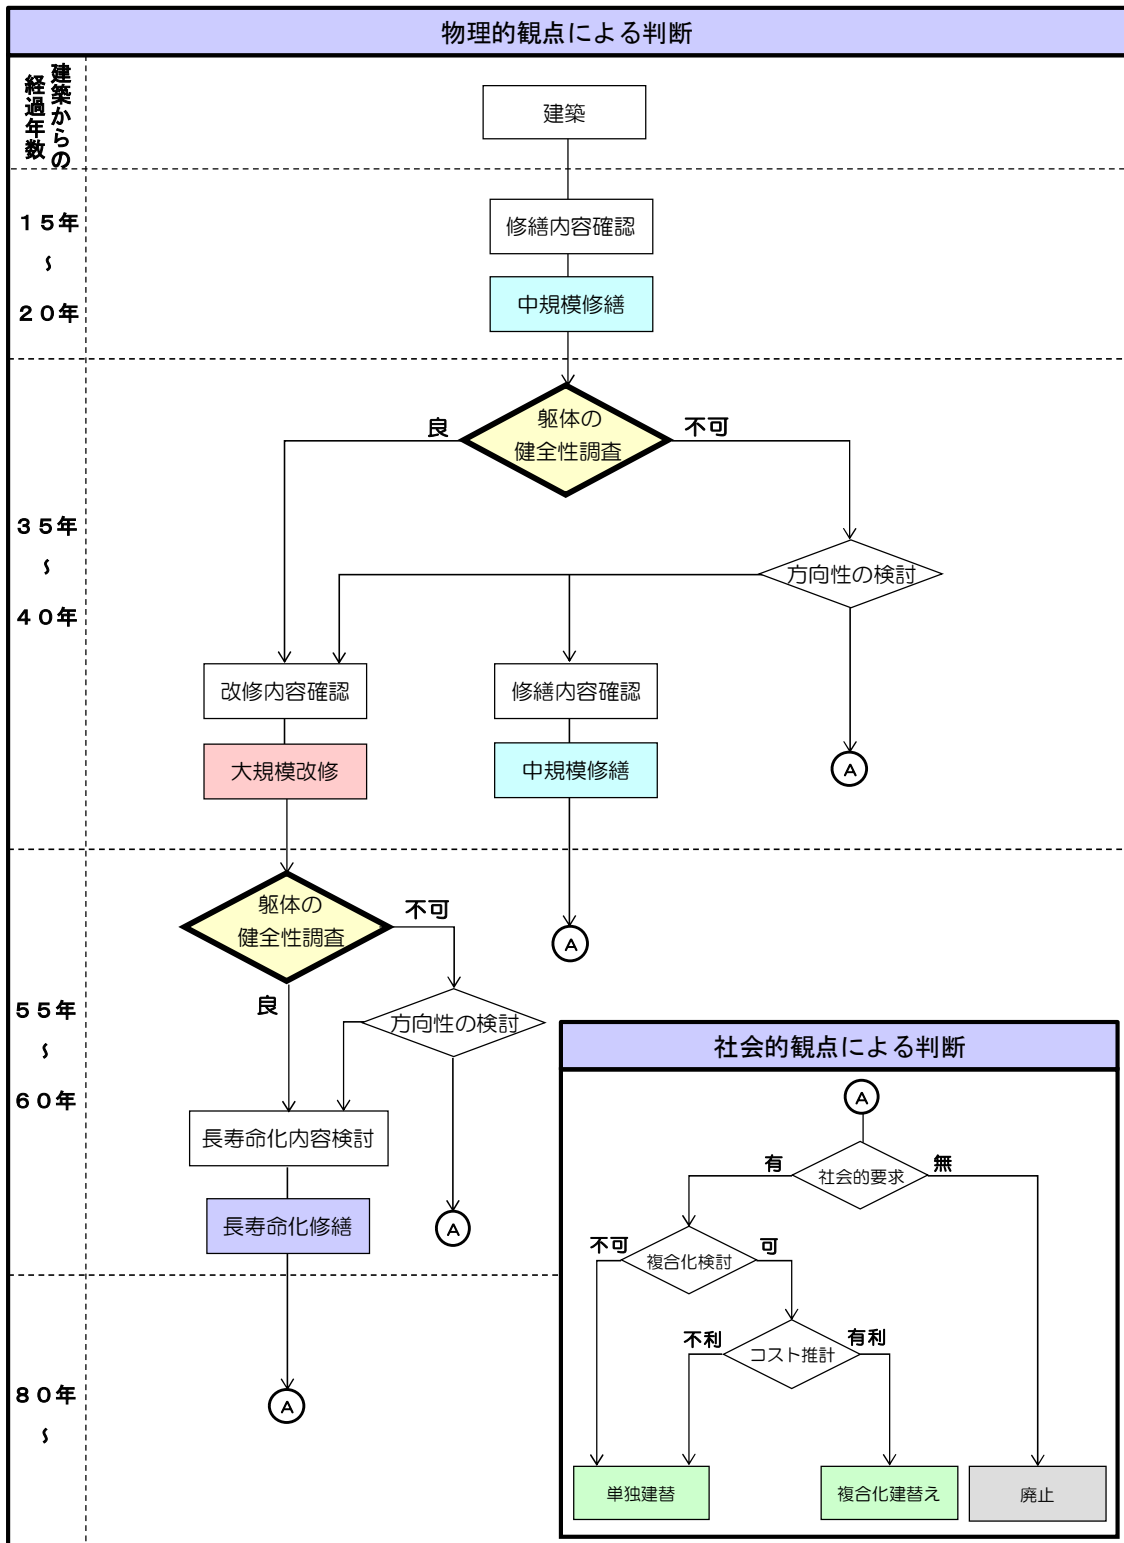 物理的観点による判断
建築からの
経過年数
建築
１５年
～
２０年
修繕内容確認
中規模修繕
躯体の
健全性調査
良
不可
３５年
～
４０年
方向性の検討
改修内容確認
修繕内容確認
大規模改修
中規模修繕
A
躯体の
健全性調査
不可
良
A
５５年
～
６０年
方向性の検討
長寿命化内容検討
長寿命化修繕
A
８０年
～
A
社会的観点による判断
A
社会的要求
有
無
複合化検討
不可
可
コスト推計
不利
有利
単独建替
複合化建替え
廃止